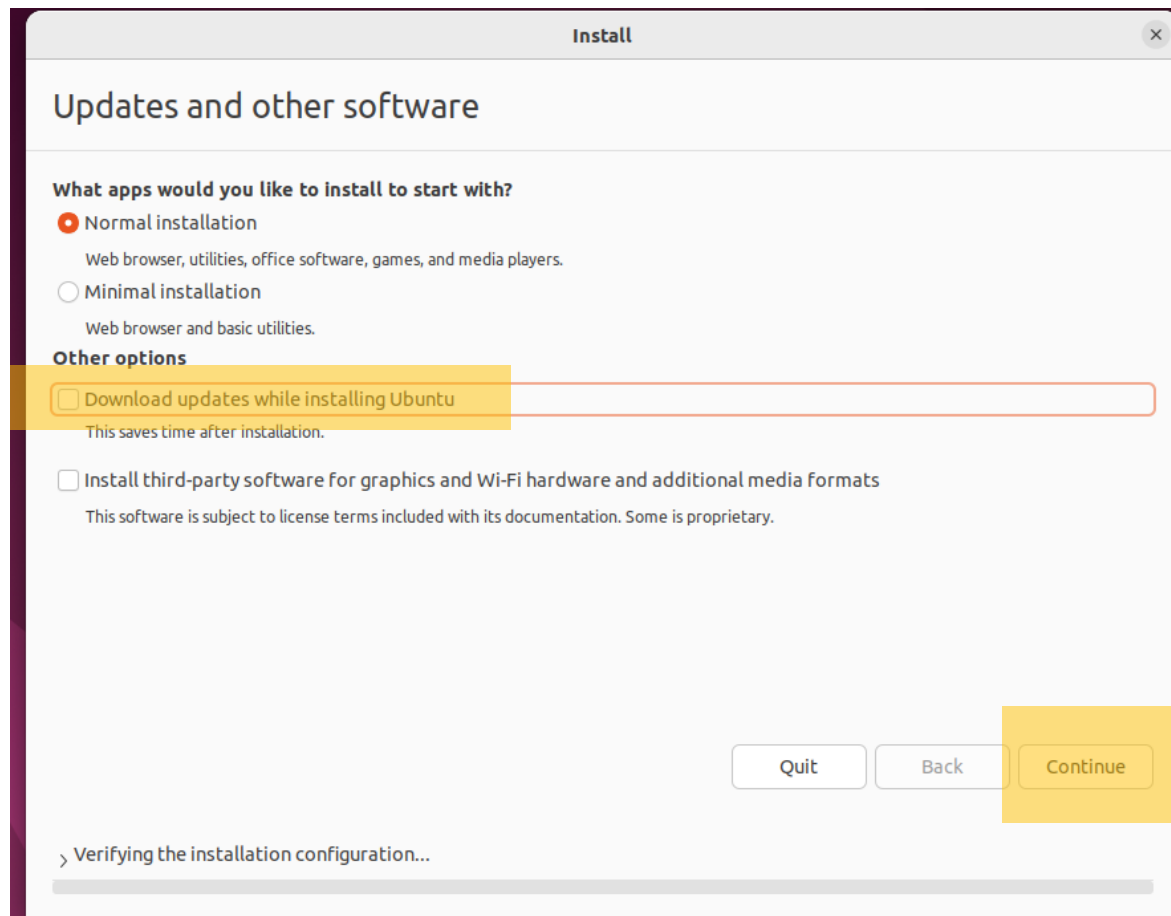 Install
Updates and other software
What apps would you like to install to start with?
Normal installation
Web browser, utilities, office software, games, and media players.
Minimal installation
Web browser and basic utilities.
Other options
Download updates while installing Ubuntu
This saves time after installation.
Install third-party software for graphics and Wi-Fi hardware and additional media formats
This software is subject to license terms included with its documentation. Some is proprietary.
Quit Back Continue
Verifying the installation configuration...